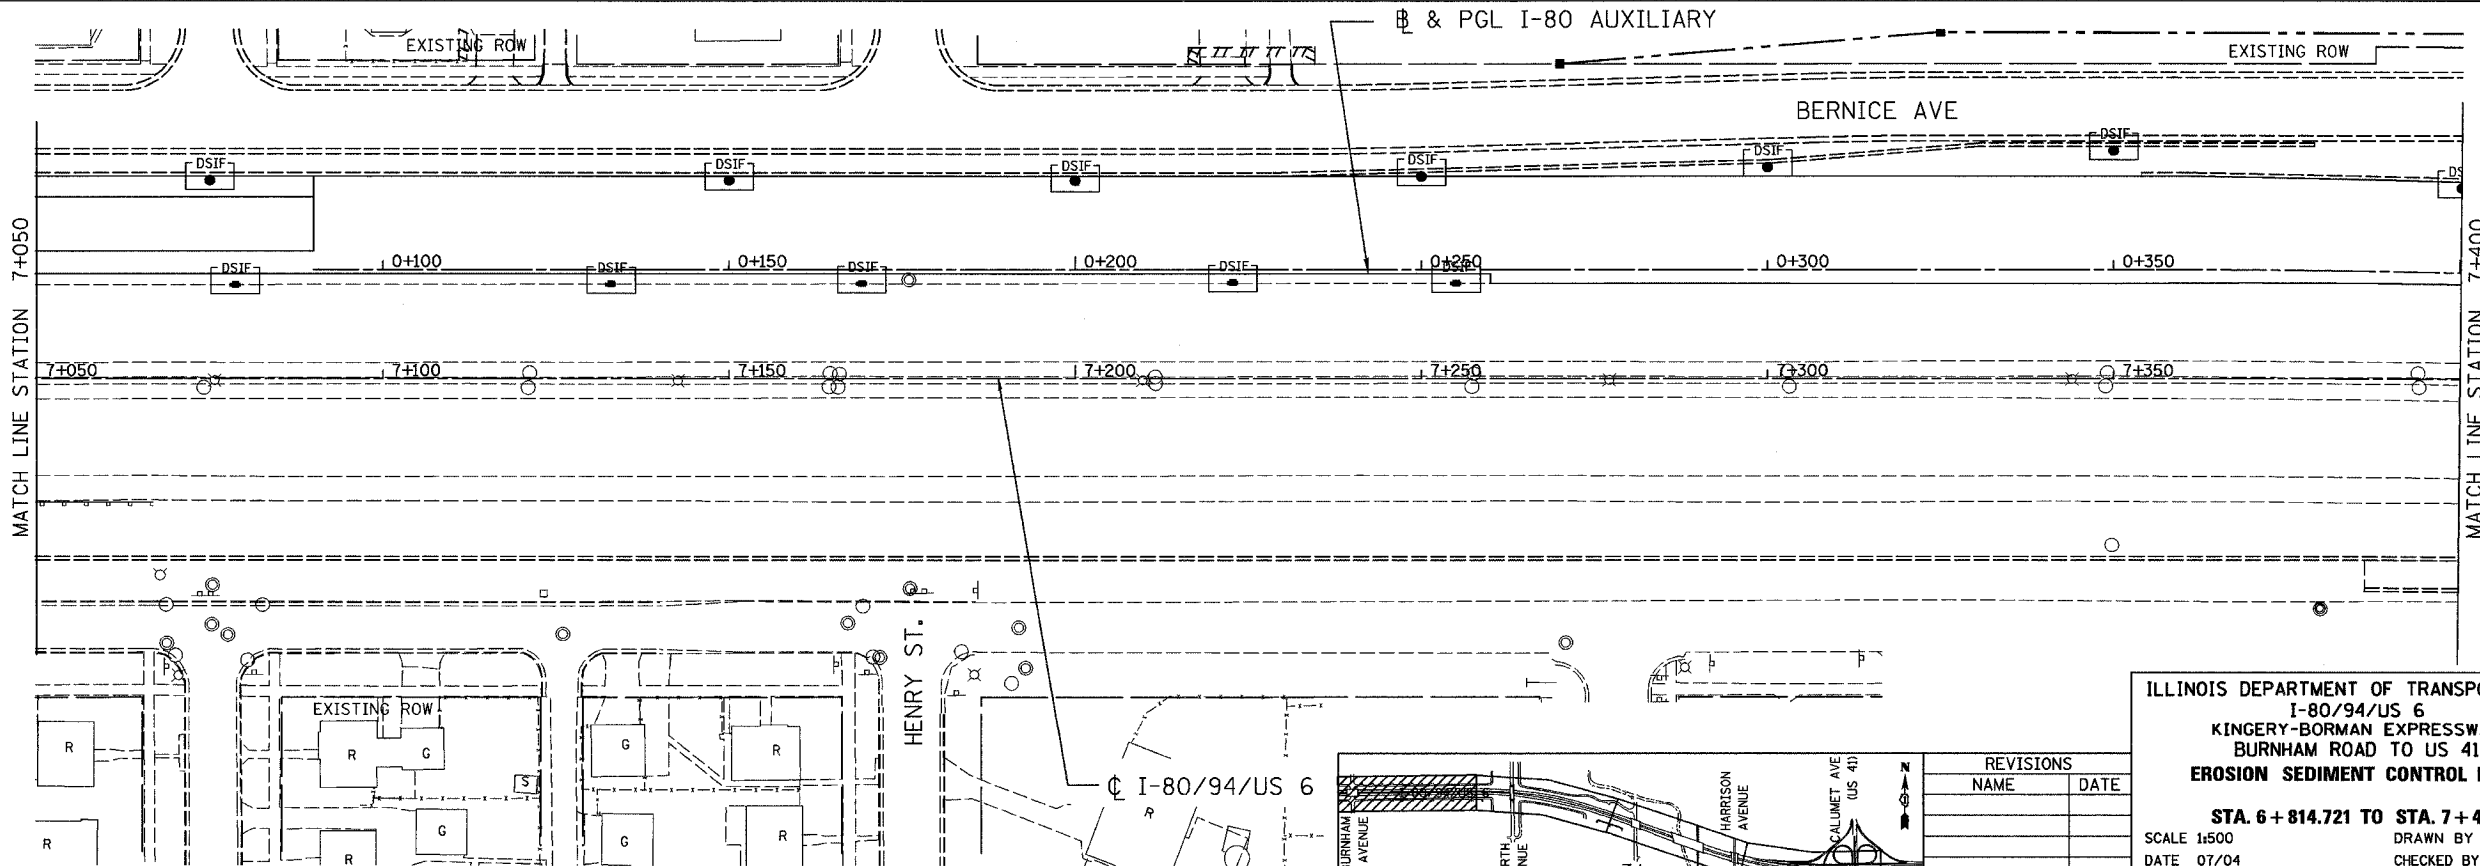 ℄ & PGL I-80 AUXILIARY
EXISTING ROW
EXISTING ROW
BERNICE AVE
DSIF
DSIF
DSIF
DSIF
DSIF
DSIF
DS
MATCH LINE STATION 7+050
MATCH LINE STATION 7+400
0+100
0+150
0+200
0+250
0+300
0+350
DSIF
DSIF
DSIF
DSIF
DSIF
7+050
7+100
7+150
7+200
7+250
7+300
7+350
HENRY ST.
EXISTING ROW
R
R
G
G
R
S
R
G
R
G
R
R
℄ I-80/94/US 6
BURNHAM AVENUE
HARRISON AVENUE
CALUMET AVE (US 41)
N
REVISIONS
NAME DATE
ILLINOIS DEPARTMENT OF TRANSPO
I-80/94/US 6
KINGERY-BORMAN EXPRESSW
BURNHAM ROAD TO US 41
EROSION SEDIMENT CONTROL
STA. 6+814.721 TO STA. 7+4
SCALE 1:500 DRAWN BY
DATE 07/04 CHECKED BY